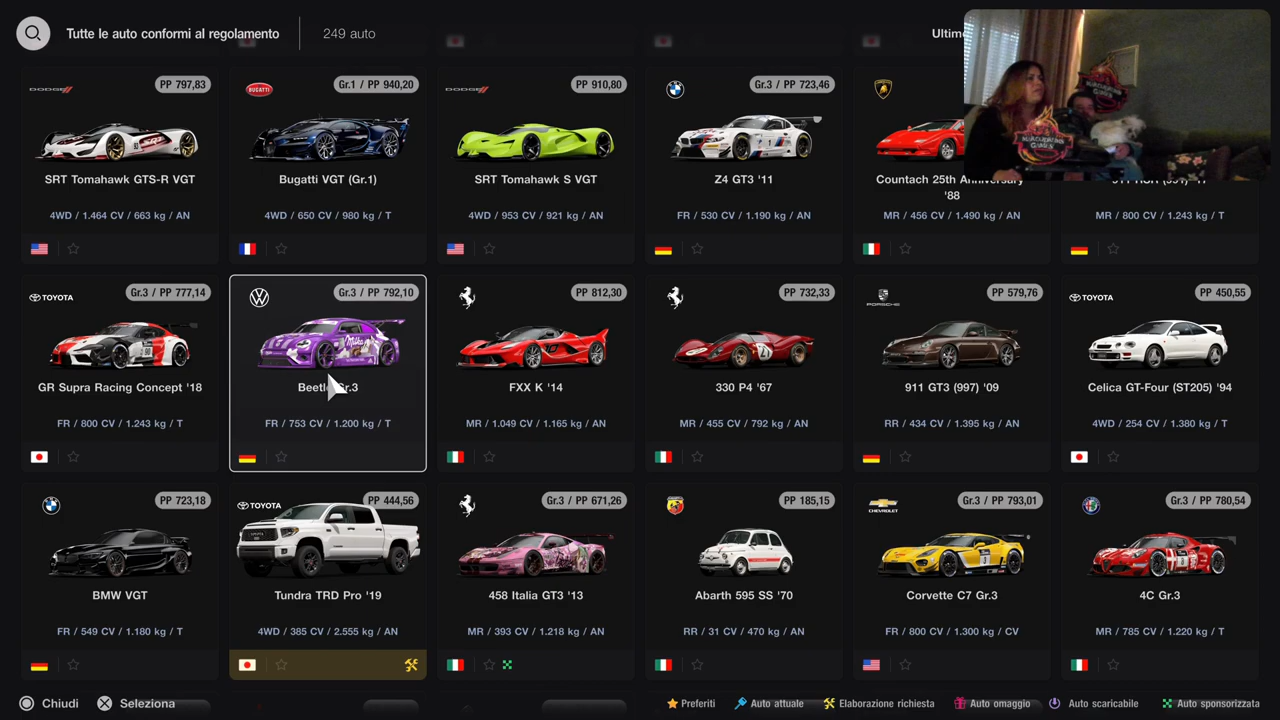 Tutte le auto conformi al regolamento
249 auto
DODGE
PP 797,83
SRT Tomahawk GTS-R VGT
4WD / 1.464 CV / 663 kg / AN
BUGATTI
Gr.1 / PP 940,20
Bugatti VGT (Gr.1)
4WD / 650 CV / 980 kg / T
DODGE
PP 910,80
SRT Tomahawk S VGT
4WD / 953 CV / 921 kg / AN
Gr.3 / PP 723,46
Z4 GT3 '11
FR / 530 CV / 1.190 kg / AN
Countach 25th Anniversary
'88
MR / 456 CV / 1.490 kg / AN
MR / 800 CV / 1.243 kg / T
TOYOTA
Gr.3 / PP 777,14
GR Supra Racing Concept '18
FR / 800 CV / 1.243 kg / T
Gr.3 / PP 792,10
FR / 753 CV / 1.200 kg / T
PP 812,30
FXX K '14
MR / 1.049 CV / 1.165 kg / AN
PP 732,33
330 P4 '67
MR / 455 CV / 792 kg / AN
PORSCHE
PP 579,76
911 GT3 (997) '09
RR / 434 CV / 1.395 kg / AN
TOYOTA
PP 450,55
Celica GT-Four (ST205) '94
4WD / 254 CV / 1.380 kg / T
PP 723,18
BMW VGT
FR / 549 CV / 1.180 kg / T
TOYOTA
PP 444,56
Tundra TRD Pro '19
4WD / 385 CV / 2.555 kg / AN
Gr.3 / PP 671,26
458 Italia GT3 '13
MR / 393 CV / 1.218 kg / AN
PP 185,15
Abarth 595 SS '70
RR / 31 CV / 470 kg / AN
CHEVROLET
Gr.3 / PP 793,01
Corvette C7 Gr.3
FR / 800 CV / 1.300 kg / CV
Gr.3 / PP 780,54
4C Gr.3
MR / 785 CV / 1.220 kg / T
Chiudi
Seleziona
Preferiti
Auto attuale
Elaborazione richiesta
Auto omaggio
Auto scaricabile
Auto sponsorizzata